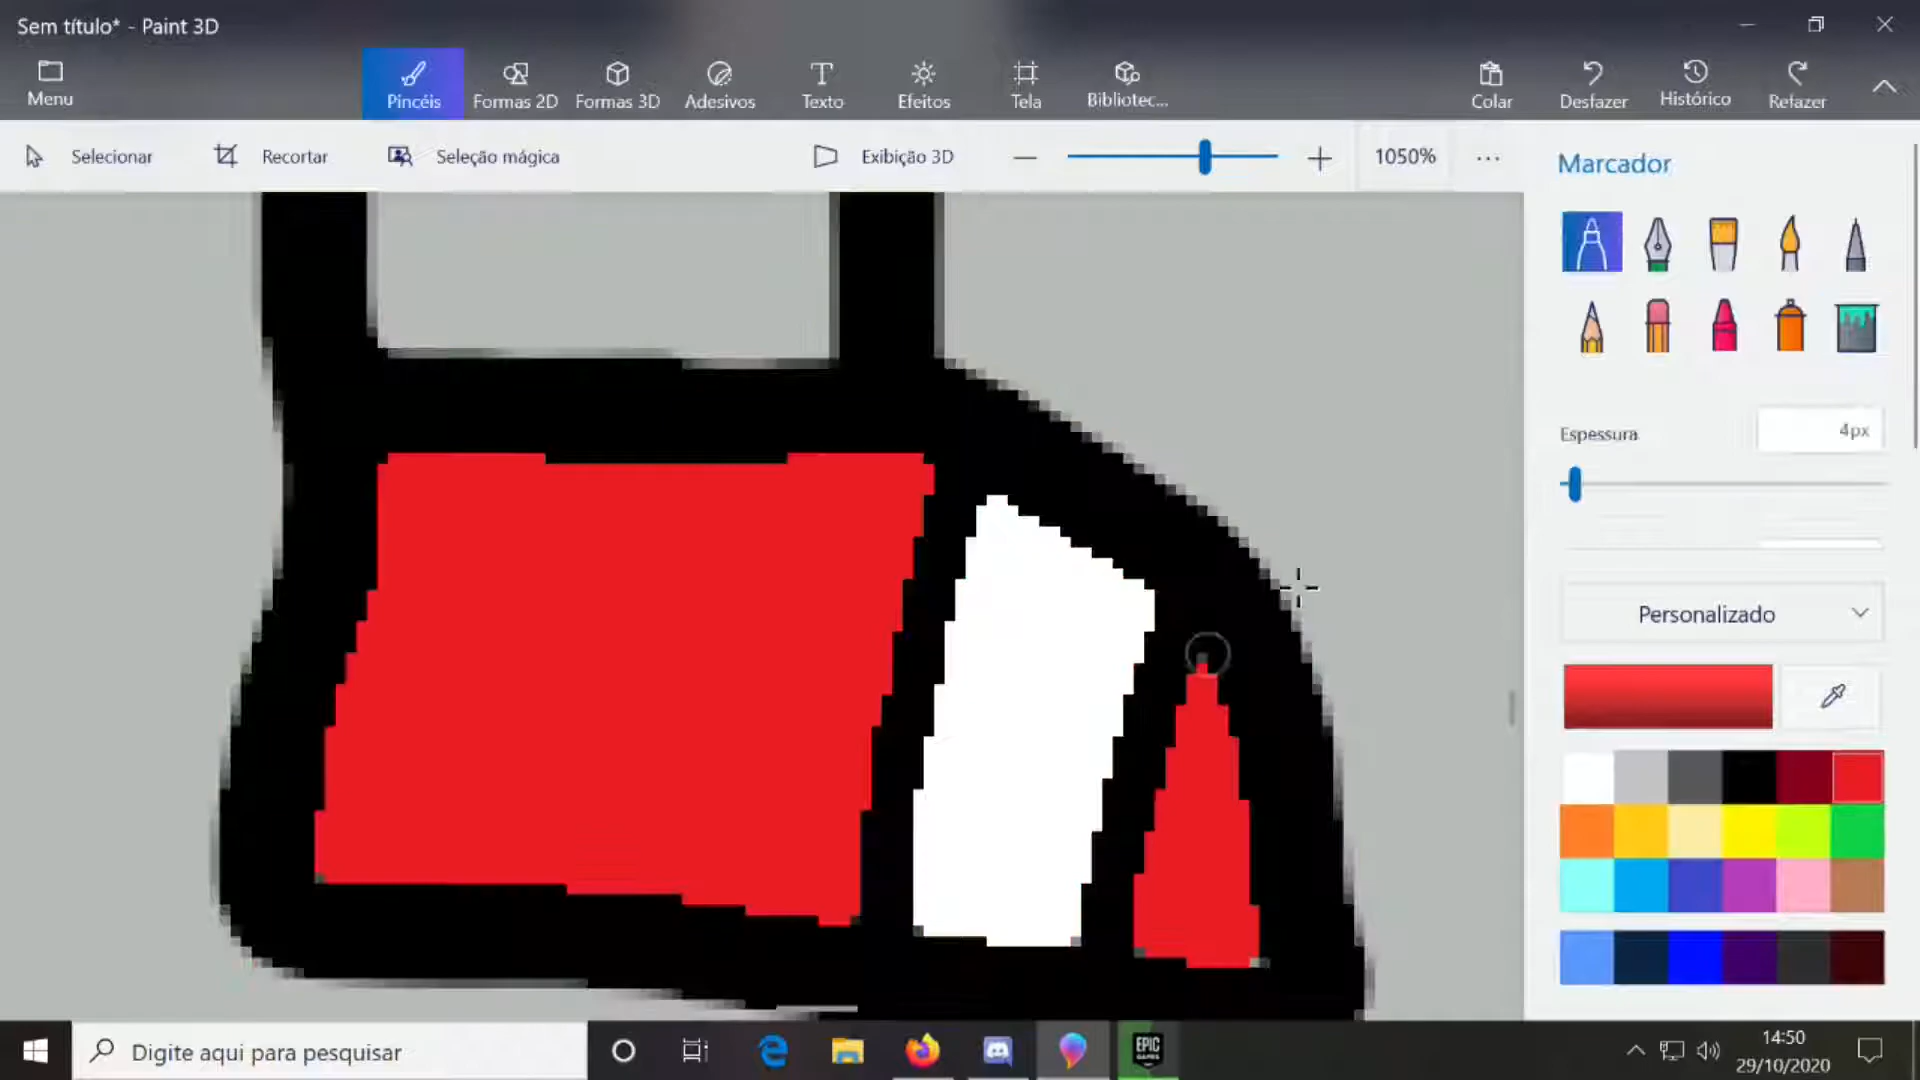 Sem título* - Paint 3D
Menu
Pincéis
Formas 2D
Formas 3D
Adesivos
Texto
Efeitos
Tela
Bibliotec...
Colar
Desfazer
Histórico
Refazer
Selecionar
Recortar
Seleção mágica
Exibição 3D
1050%
Marcador
Espessura
4px
Personalizado
Digite aqui para pesquisar
EPIC
GAMES
14:50
29/10/2020